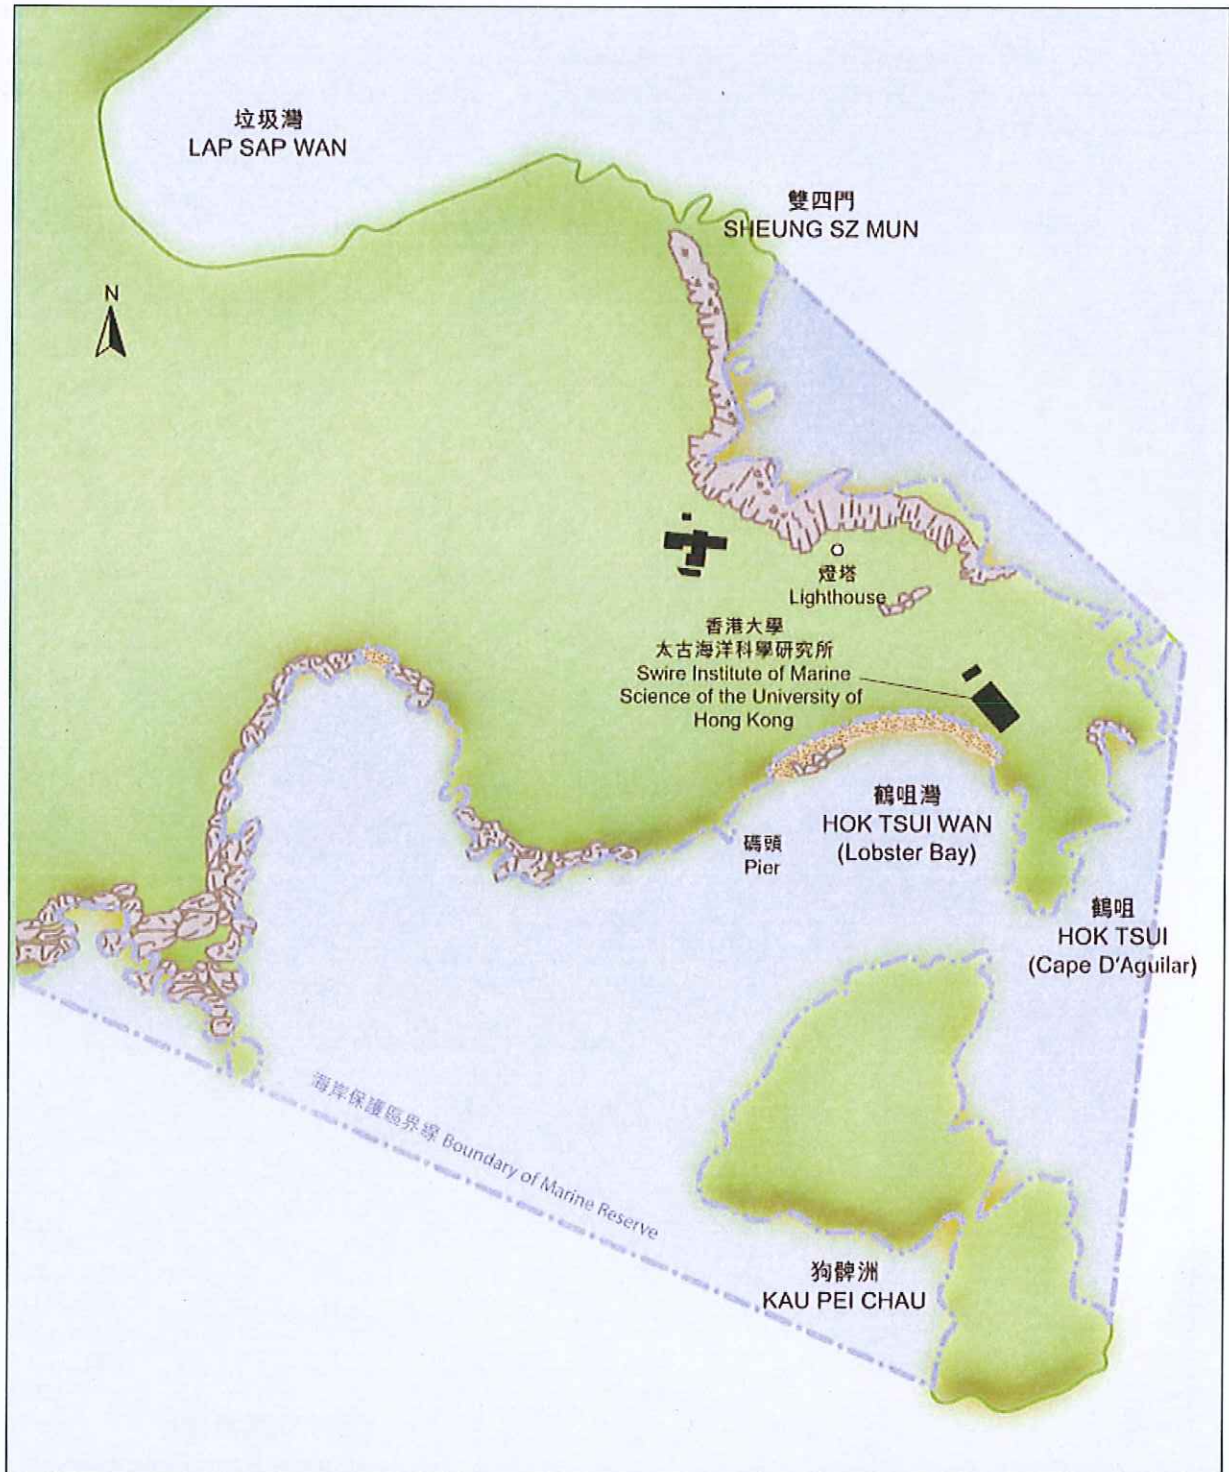 垃圾灣
LAP SAP WAN
雙四門
SHEUNG SZ MUN
N
燈塔
Lighthouse
香港大學
太古海洋科學研究所
Swire Institute of Marine
Science of the University of
Hong Kong
鶴咀灣
HOK TSUI WAN
(Lobster Bay)
碼頭
Pier
鶴咀
HOK TSUI
(Cape D'Aguilar)
海岸保護區界線 Boundary of Marine Reserve
狗髀洲
KAU PEI CHAU